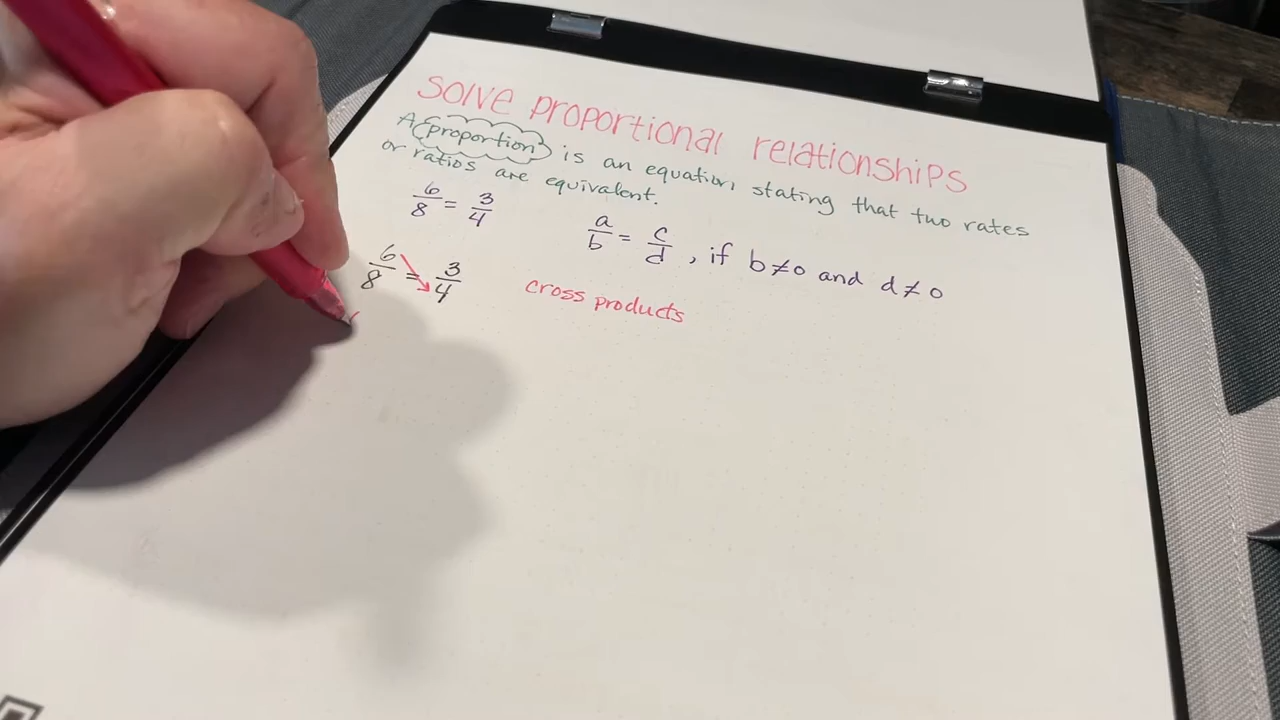 Solve proportional relationships
A proportion is an equation, stating that two rates
or ratios are equivalent.
6/8 = 3/4
a/b = c/d , if b≠0 and d≠0
6/8 = 3/4
cross products